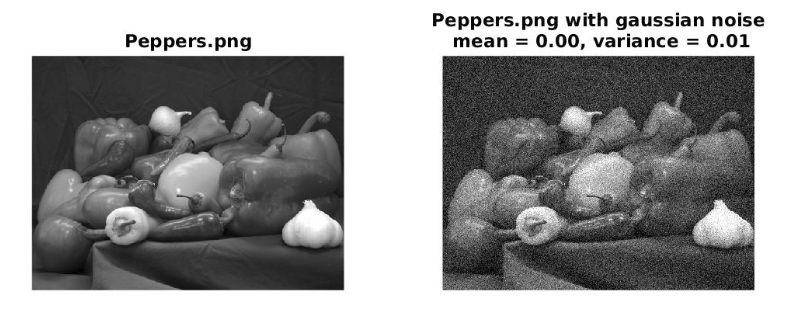 Peppers.png
Peppers.png with gaussian noise
mean = 0.00, variance = 0.01